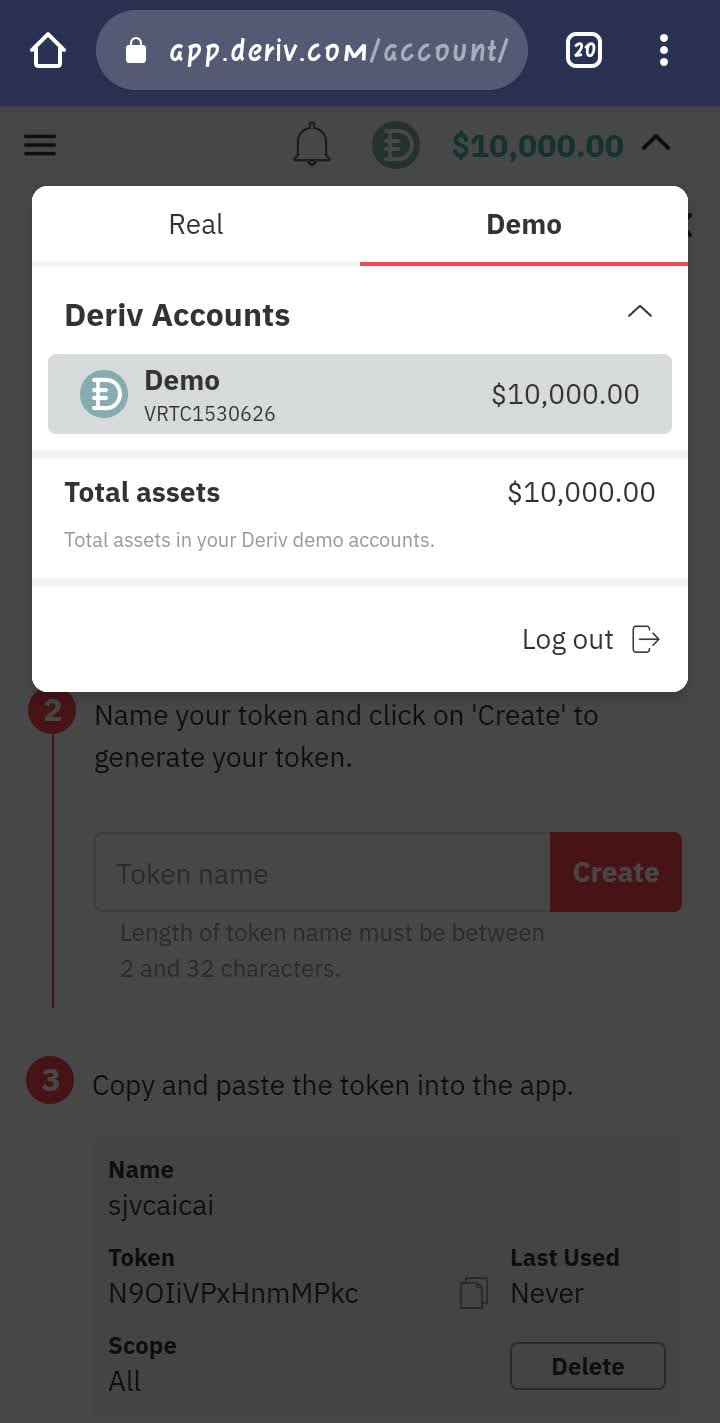 app.deriv.com/account/
20
$10,000.00
Real
Demo
Deriv Accounts
Demo
$10,000.00
VRTC1530626
Total assets
$10,000.00
Total assets in your Deriv demo accounts.
Log out
2
Name your token and click on 'Create' to
generate your token.
Token name
Create
Length of token name must be between
2 and 32 characters.
3
Copy and paste the token into the app.
Name
sjvcaicai
Token
Last Used
N9OIiVPxHnmMPkc
Never
Scope
All
Delete